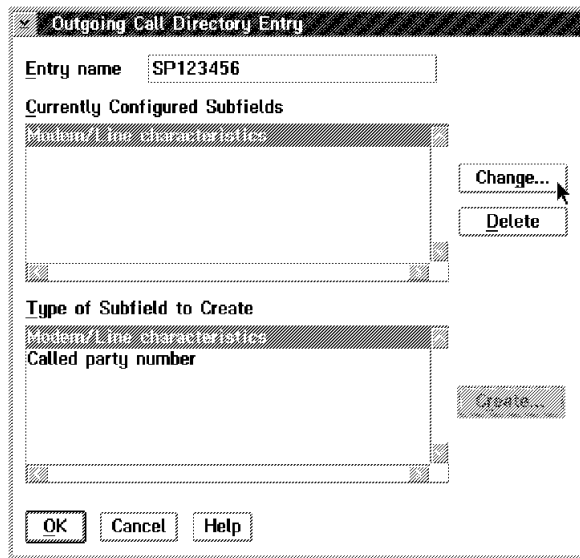 Outgoing Call Directory Entry
Entry name SP123456
Currently Configured Subfields
Modem/Line characteristics
Change...
Delete
Type of Subfield to Create
Modem/Line characteristics
Called party number
Create...
OK Cancel Help